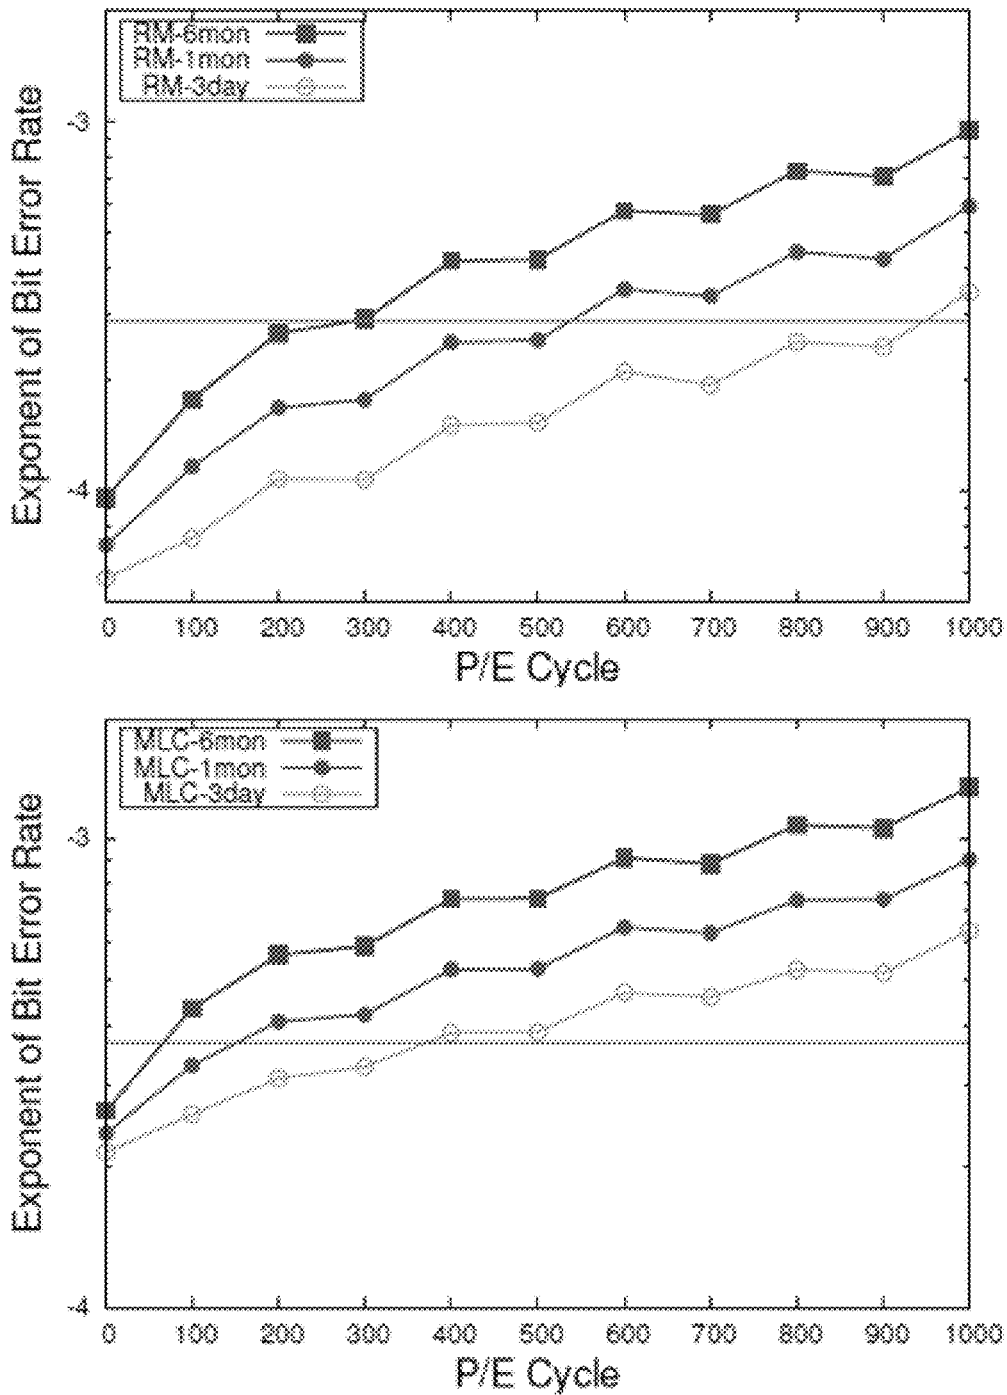 RM-6mon
RM-1mon
RM-3day
Exponent of Bit Error Rate
-3
-4
0 100 200 300 400 500 600 700 800 900 1000
P/E Cycle
MLC-6mon
MLC-1mon
MLC-3day
Exponent of Bit Error Rate
-3
-4
0 100 200 300 400 500 600 700 800 900 1000
P/E Cycle